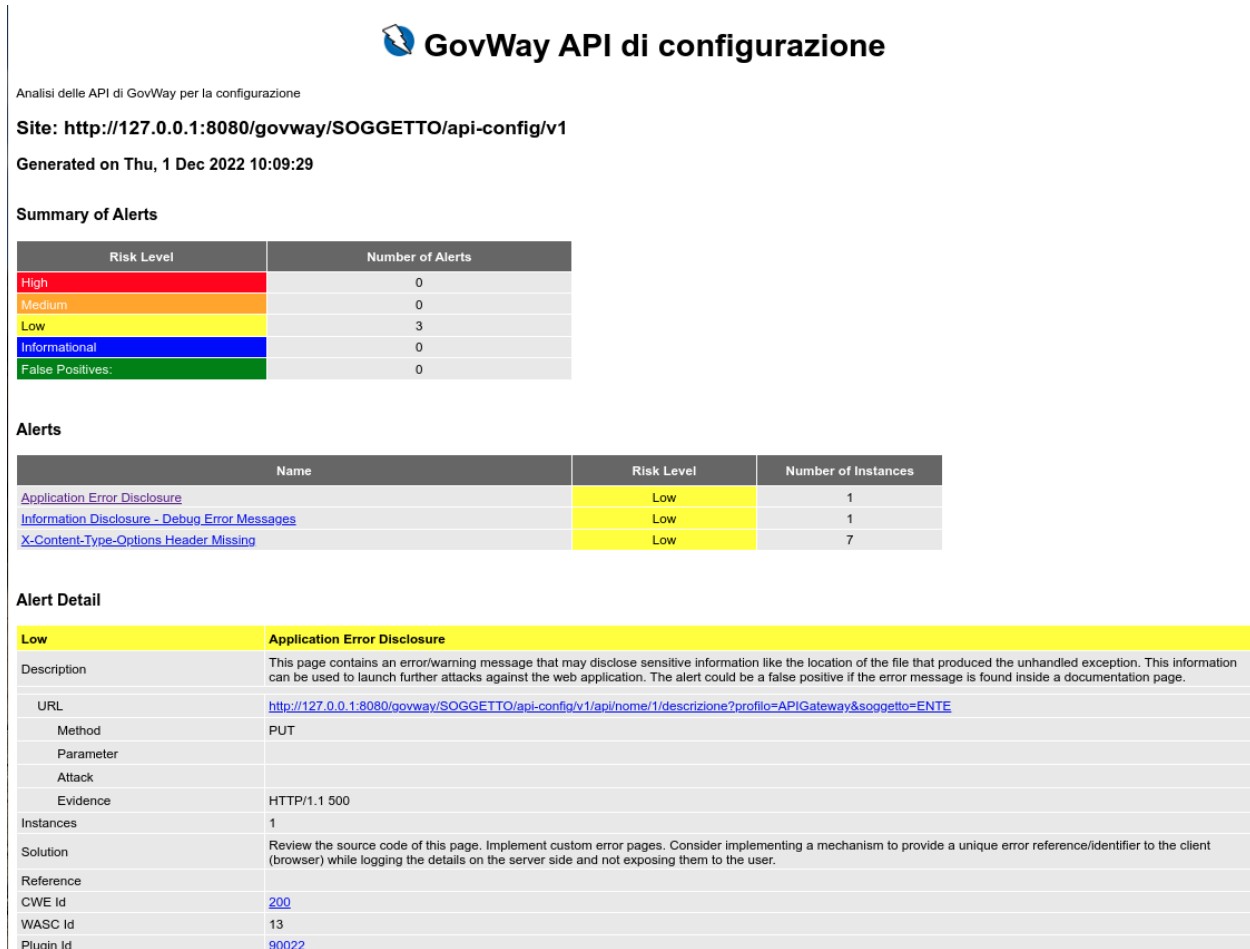 GovWay API di configurazione
Analisi delle API di GovWay per la configurazione
Site: http://127.0.0.1:8080/govway/SOGGETTO/api-config/v1
Generated on Thu, 1 Dec 2022 10:09:29
Summary of Alerts
Risk Level Number of Alerts
High 0
Medium 0
Low 3
Informational 0
False Positives: 0
Alerts
Name Risk Level Number of Instances
Application Error Disclosure Low 1
Information Disclosure - Debug Error Messages Low 1
X-Content-Type-Options Header Missing Low 7
Alert Detail
Low Application Error Disclosure
Description This page contains an error/warning message that may disclose sensitive information like the location of the file that produced the unhandled exception. This information
can be used to launch further attacks against the web application. The alert could be a false positive if the error message is found inside a documentation page.
URL http://127.0.0.1:8080/govway/SOGGETTO/api-config/v1/api/nome/1/descrizione?profilo=APIGateway&soggetto=ENTE
Method PUT
Parameter
Attack
Evidence HTTP/1.1 500
Instances 1
Solution Review the source code of this page. Implement custom error pages. Consider implementing a mechanism to provide a unique error reference/identifier to the client
(browser) while logging the details on the server side and not exposing them to the user.
Reference
CWE Id 200
WASC Id 13
Plugin Id 90022